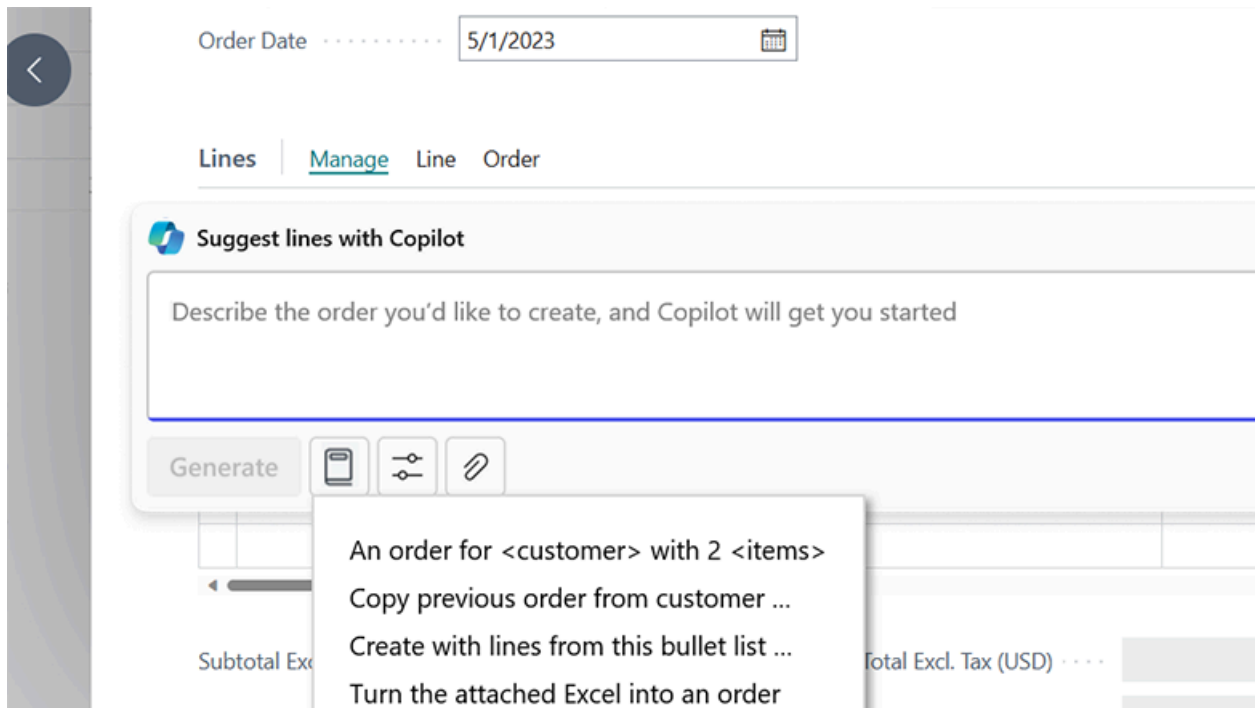 Order Date
5/1/2023
Lines Manage Line Order
Suggest lines with Copilot
Describe the order you’d like to create, and Copilot will get you started
Generate
An order for <customer> with 2 <items>
Copy previous order from customer ...
Create with lines from this bullet list ...
Turn the attached Excel into an order
Subtotal Exc
Total Excl. Tax (USD)